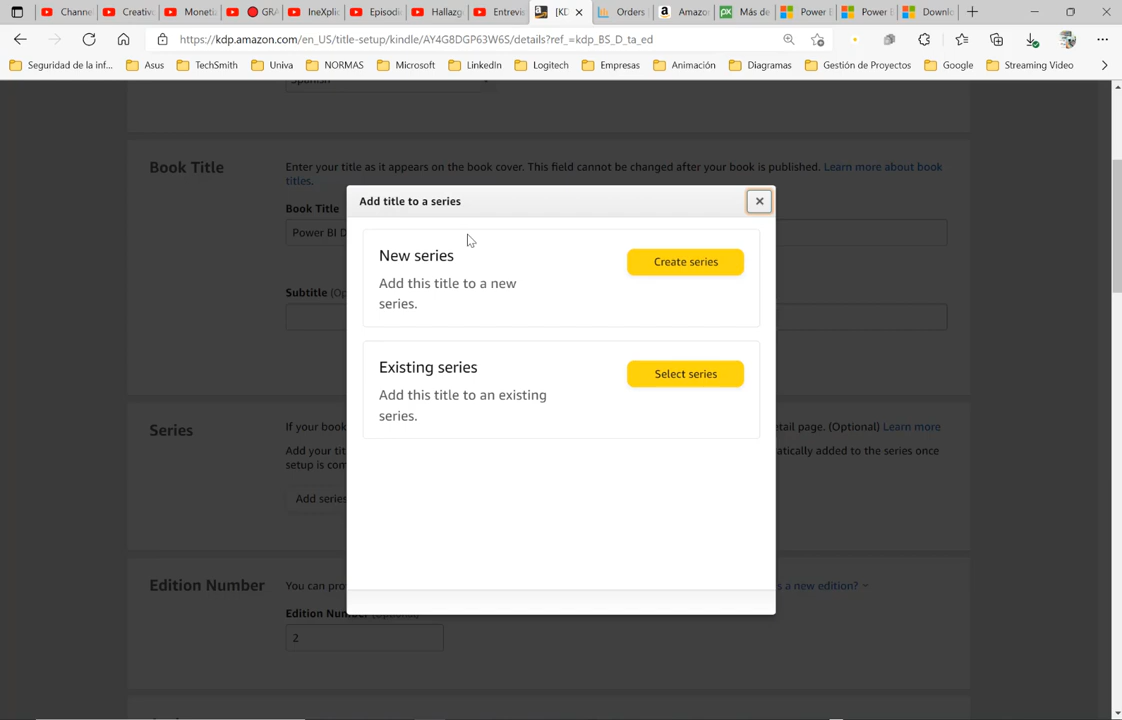 Channe
Creativ
Moneti
GRA
IneXplic
Episodi
Hallazg
Entrevis
[KD
Orders
Amazo
Más de
Power B
Power B
Downlo
https://kdp.amazon.com/en_US/title-setup/kindle/AY4G8DGP63W6S/details?ref_=kdp_BS_D_ta_ed
Seguridad de la inf...
Asus
TechSmith
Univa
NORMAS
Microsoft
LinkedIn
Logitech
Empresas
Animación
Diagramas
Gestión de Proyectos
Google
Streaming Video
Spanish
Book Title
Enter your title as it appears on the book cover. This field cannot be changed after your book is published. Learn more about book
titles.
Book Title
Power BI D
Subtitle (Op
Add title to a series
New series
Create series
Add this title to a new
series.
Existing series
Select series
Add this title to an existing
series.
Series
If your book
etail page. (Optional) Learn more
Add your tit
atically added to the series once
setup is com
Add series
Edition Number
You can pro
s a new edition?
Edition Number (Optional)
2